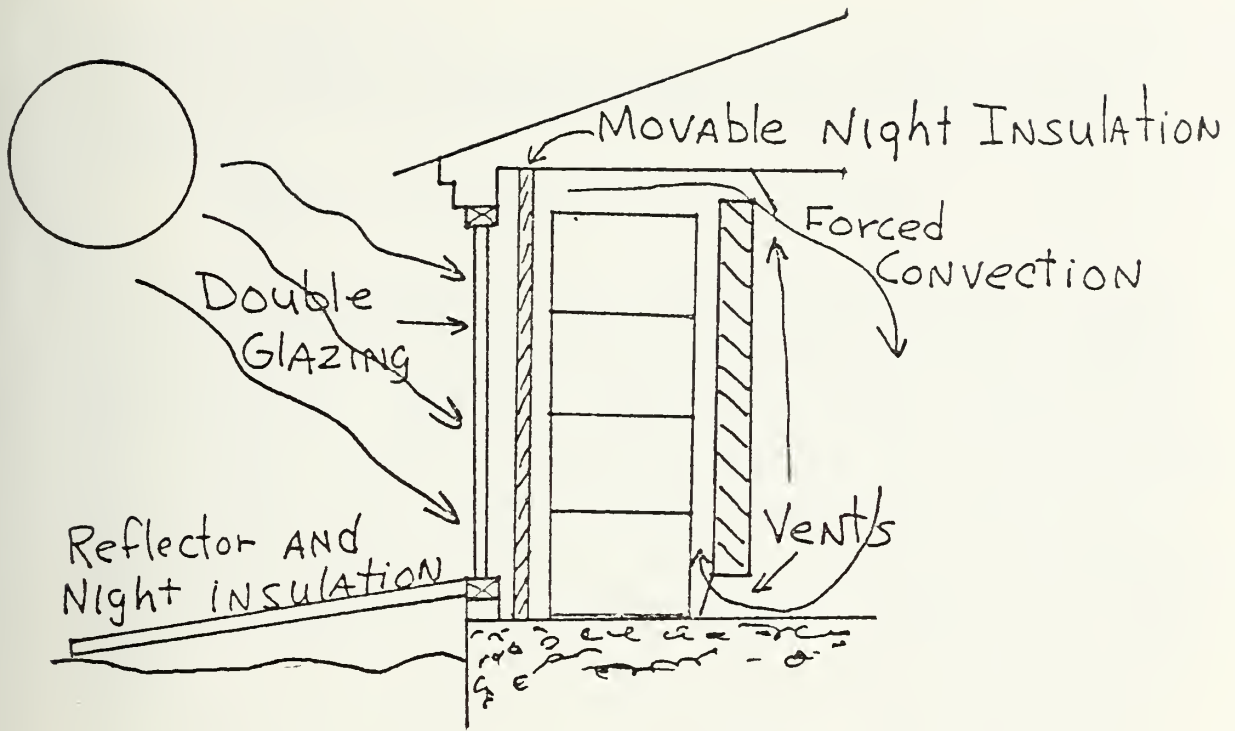 Movable Night Insulation
Forced
Convection
Double
Glazing
Vents
Reflector and
Night insulation